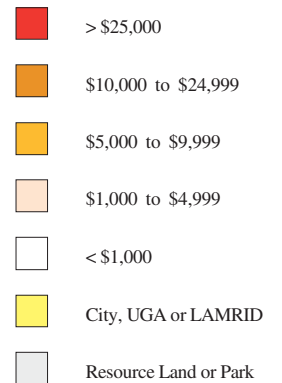 > $25,000
$10,000 to $24,999
$5,000 to $9,999
$1,000 to $4,999
< $1,000
City, UGA or LAMRID
Resource Land or Park